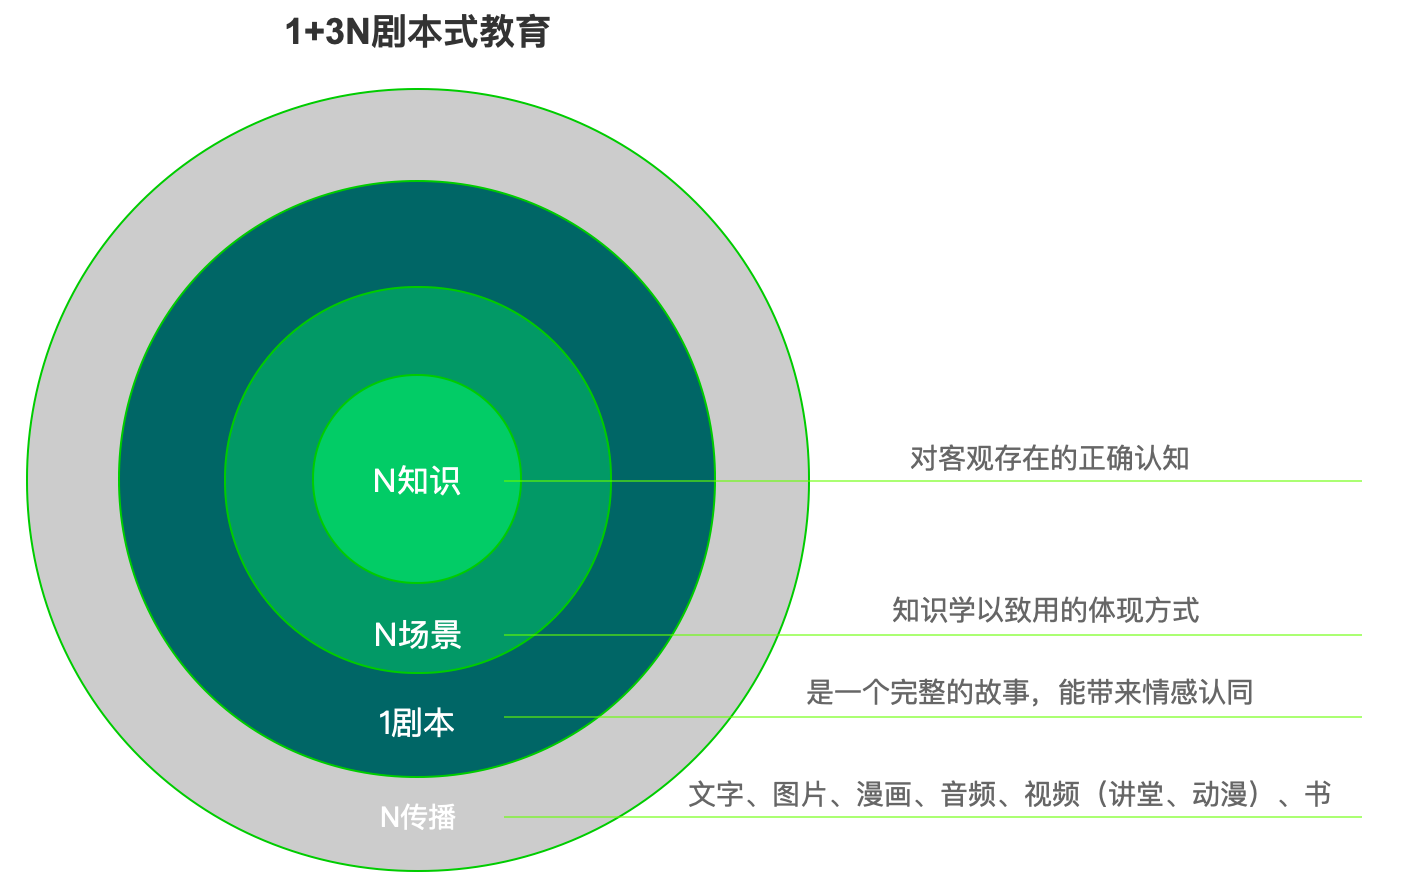 1+3N剧本式教育
N知识
对客观存在的正确认知
N场景
知识学以致用的体现方式
1剧本
是一个完整的故事，能带来情感认同
N传播
文字、图片、漫画、音频、视频（讲堂、动漫）、书